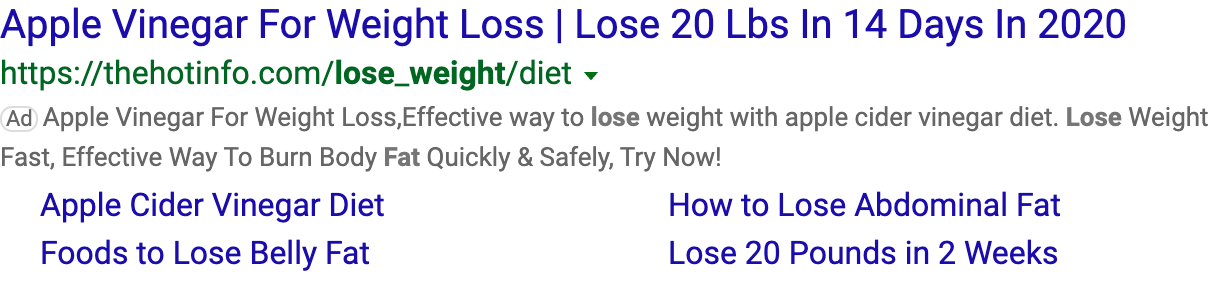 Apple Vinegar For Weight Loss | Lose 20 Lbs In 14 Days In 2020
https://thehotinfo.com/lose_weight/diet
Ad Apple Vinegar For Weight Loss,Effective way to lose weight with apple cider vinegar diet. Lose Weight
Fast, Effective Way To Burn Body Fat Quickly & Safely, Try Now!
Apple Cider Vinegar Diet How to Lose Abdominal Fat
Foods to Lose Belly Fat Lose 20 Pounds in 2 Weeks